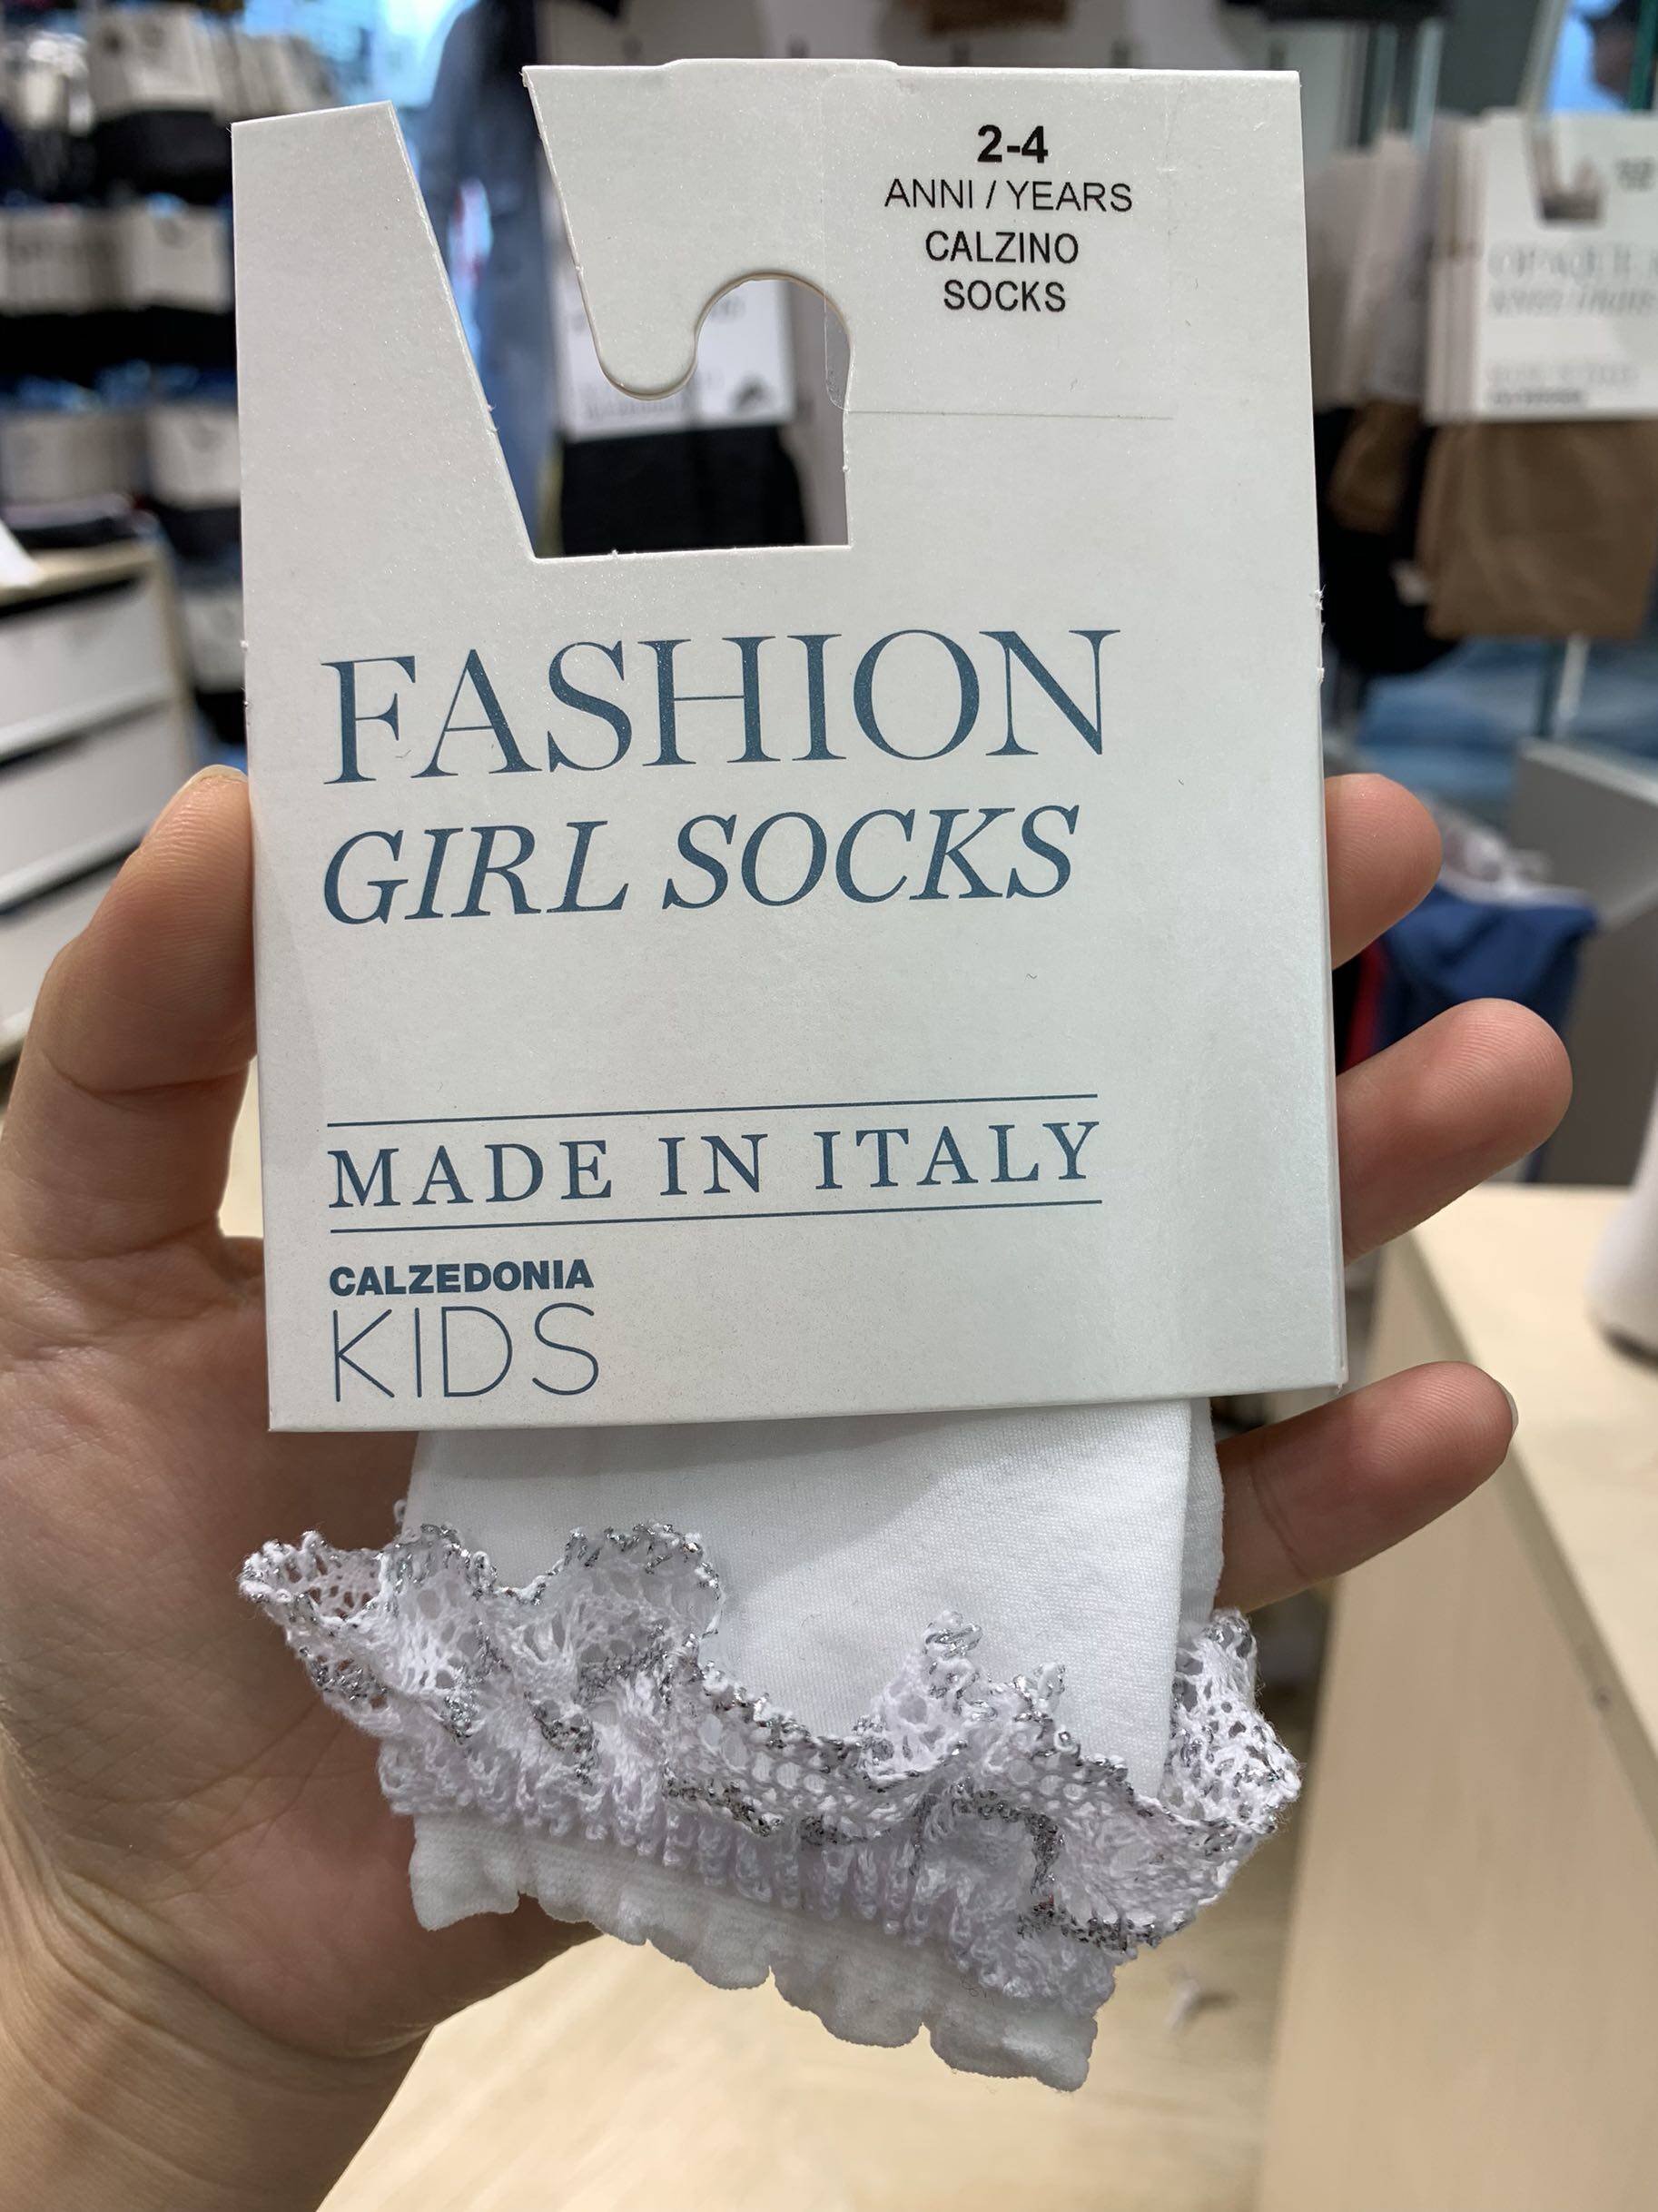 2-4
ANNI / YEARS
CALZINO
SOCKS
FASHION
GIRL SOCKS
MADE IN ITALY
CALZEDONIA
KIDS